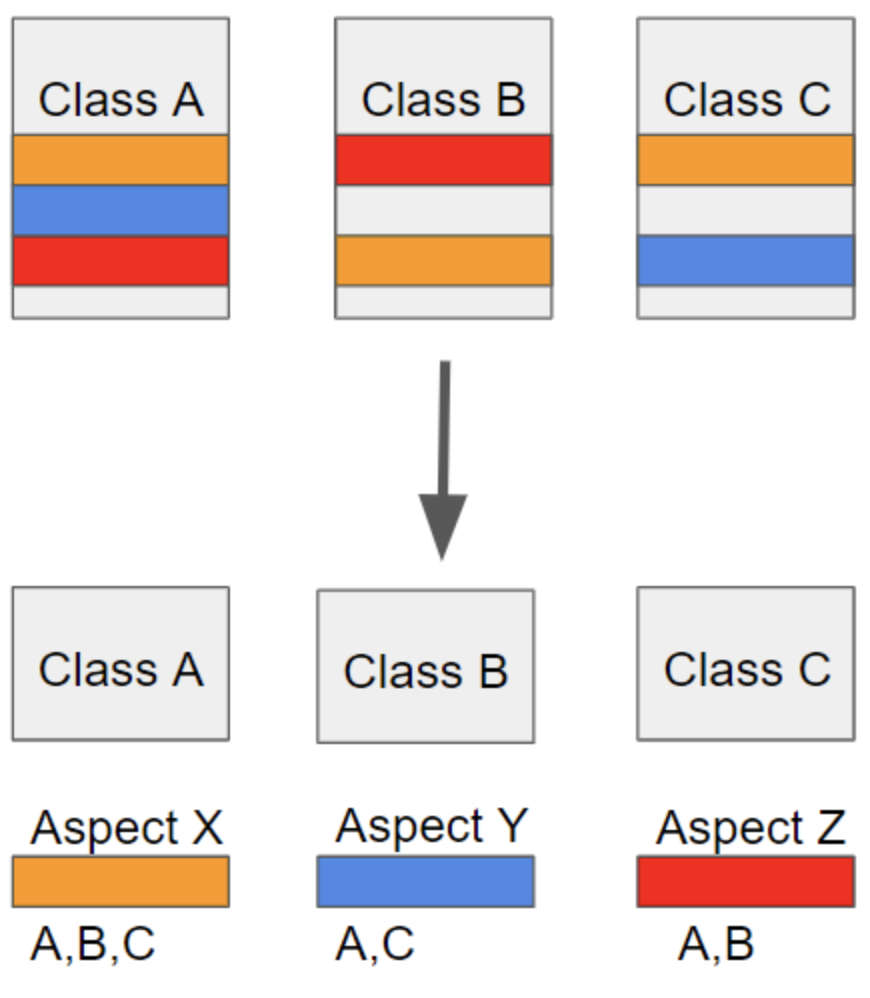 Class A
Class B
Class C
Class A
Class B
Class C
Aspect X
Aspect Y
Aspect Z
A,B,C
A,C
A,B